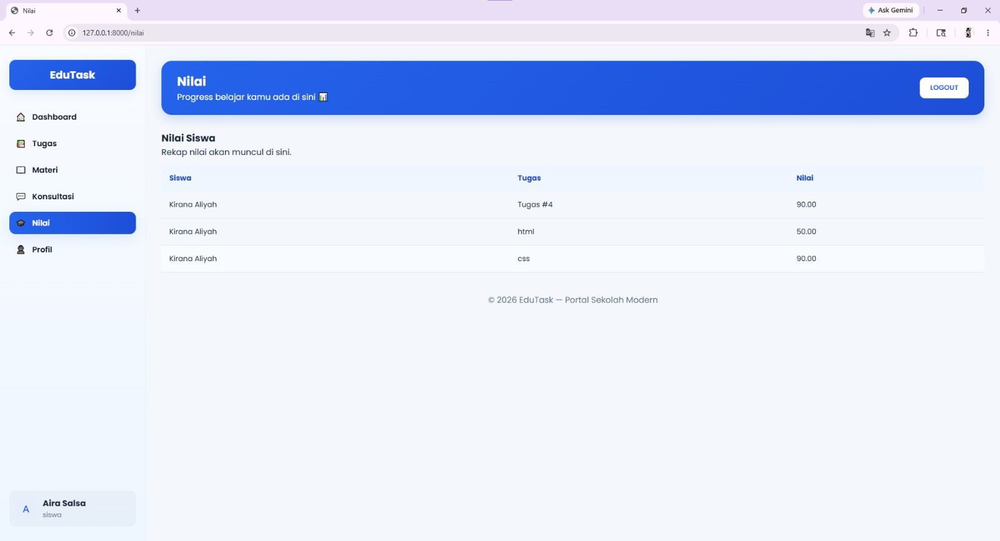 Nilai
Ask Gemini
127.0.0.1:8000/nilai
EduTask
Dashboard
Tugas
Materi
Konsultasi
Nilai
Profil
Aira Salsa
A
siswa
Nilai
Progress belajar kamu ada di sini 📊
LOGOUT
Nilai Siswa
Rekap nilai akan muncul di sini.
Siswa Tugas Nilai
Kirana Aliyah Tugas #4 90.00
Kirana Aliyah html 50.00
Kirana Aliyah css 90.00
© 2026 EduTask — Portal Sekolah Modern